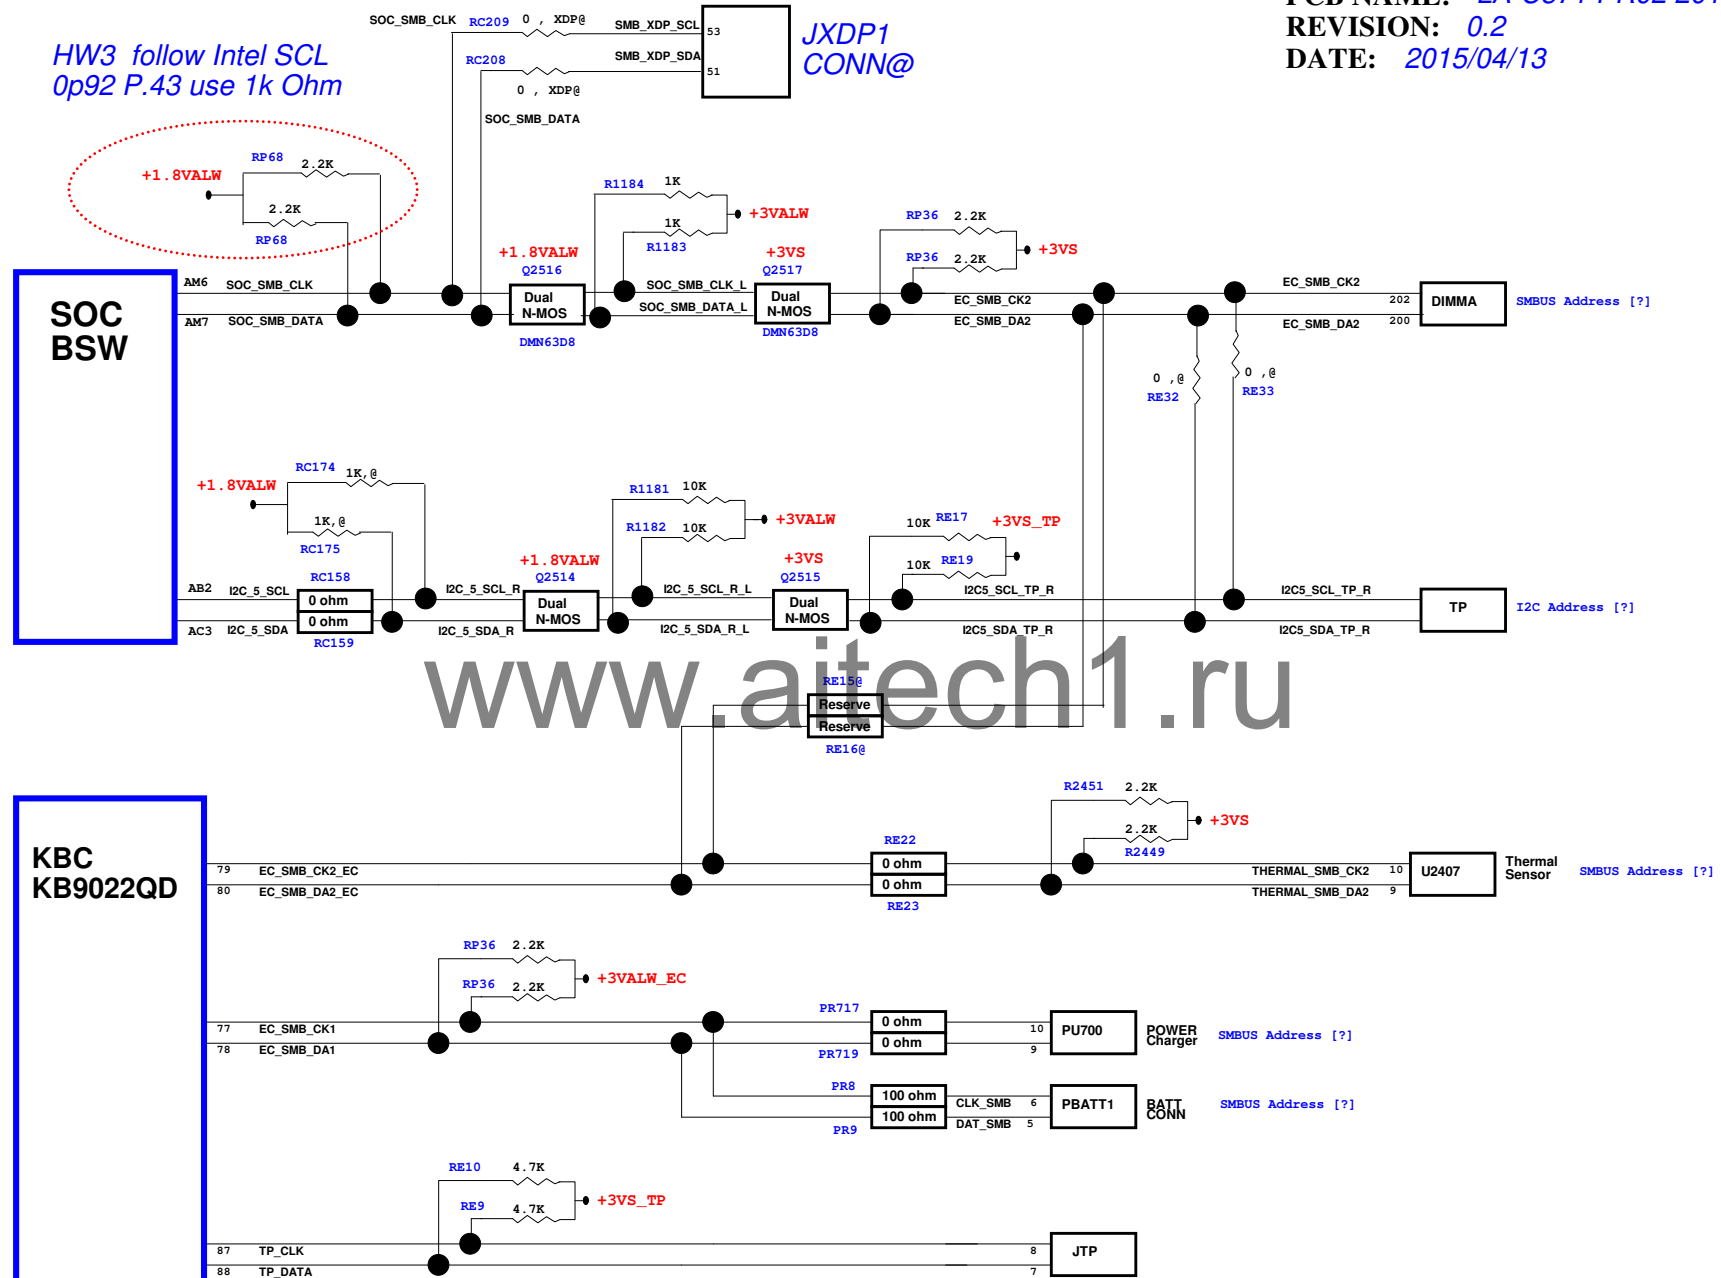 SOC_SMB_CLK RC209 0 , XDP@ SMB_XDP_SCL 53
REVISION: 0.2
DATE: 2015/04/13
JXDP1
CONN@
HW3 follow Intel SCL
0p92 P.43 use 1k Ohm
RC208 SMB_XDP_SDA 51
0 , XDP@
SOC_SMB_DATA
RP68 2.2K
+1.8VALW
2.2K
RP68
R1184 1K
+3VALW
1K
R1183
RP36 2.2K
+3VS
RP36 2.2K
+1.8VALW
Q2516
+3VS
Q2517
SOC
BSW
AM6 SOC_SMB_CLK
AM7 SOC_SMB_DATA
Dual
N-MOS
DMN63D8
SOC_SMB_CLK_L
SOC_SMB_DATA_L
Dual
N-MOS
DMN63D8
EC_SMB_CK2
EC_SMB_DA2
EC_SMB_CK2
EC_SMB_DA2
202
200
DIMMA
SMBUS Address [?]
0 ,@
RE32
0 ,@
RE33
RC174 1K,@
+1.8VALW
1K,@
RC175
R1181 10K
+3VALW
R1182 10K
10K RE17 +3VS_TP
10K RE19
+1.8VALW
Q2514
+3VS
Q2515
AB2 I2C_5_SCL
AC3 I2C_5_SDA
RC158
0 ohm
0 ohm
RC159
I2C_5_SCL_R
I2C_5_SDA_R
Dual
N-MOS
I2C_5_SCL_R_L
I2C_5_SDA_R_L
Dual
N-MOS
I2C5_SCL_TP_R
I2C5_SDA_TP_R
I2C5_SCL_TP_R
I2C5_SDA_TP_R
TP
I2C Address [?]
www.aitech1.ru
RE15@
Reserve
Reserve
RE16@
KBC
KB9022QD
R2451 2.2K
+3VS
2.2K
R2449
79 EC_SMB_CK2_EC
80 EC_SMB_DA2_EC
RE22
0 ohm
0 ohm
RE23
THERMAL_SMB_CK2 10
THERMAL_SMB_DA2 9
U2407
Thermal
Sensor
SMBUS Address [?]
RP36 2.2K
+3VALW_EC
RP36 2.2K
77 EC_SMB_CK1
78 EC_SMB_DA1
PR717
0 ohm
0 ohm
PR719
10
9
PU700
POWER
Charger
SMBUS Address [?]
PR8
100 ohm
100 ohm
PR9
CLK_SMB 6
DAT_SMB 5
PBATT1
BATT
CONN
SMBUS Address [?]
RE10 4.7K
+3VS_TP
RE9 4.7K
87 TP_CLK
88 TP_DATA
8
7
JTP